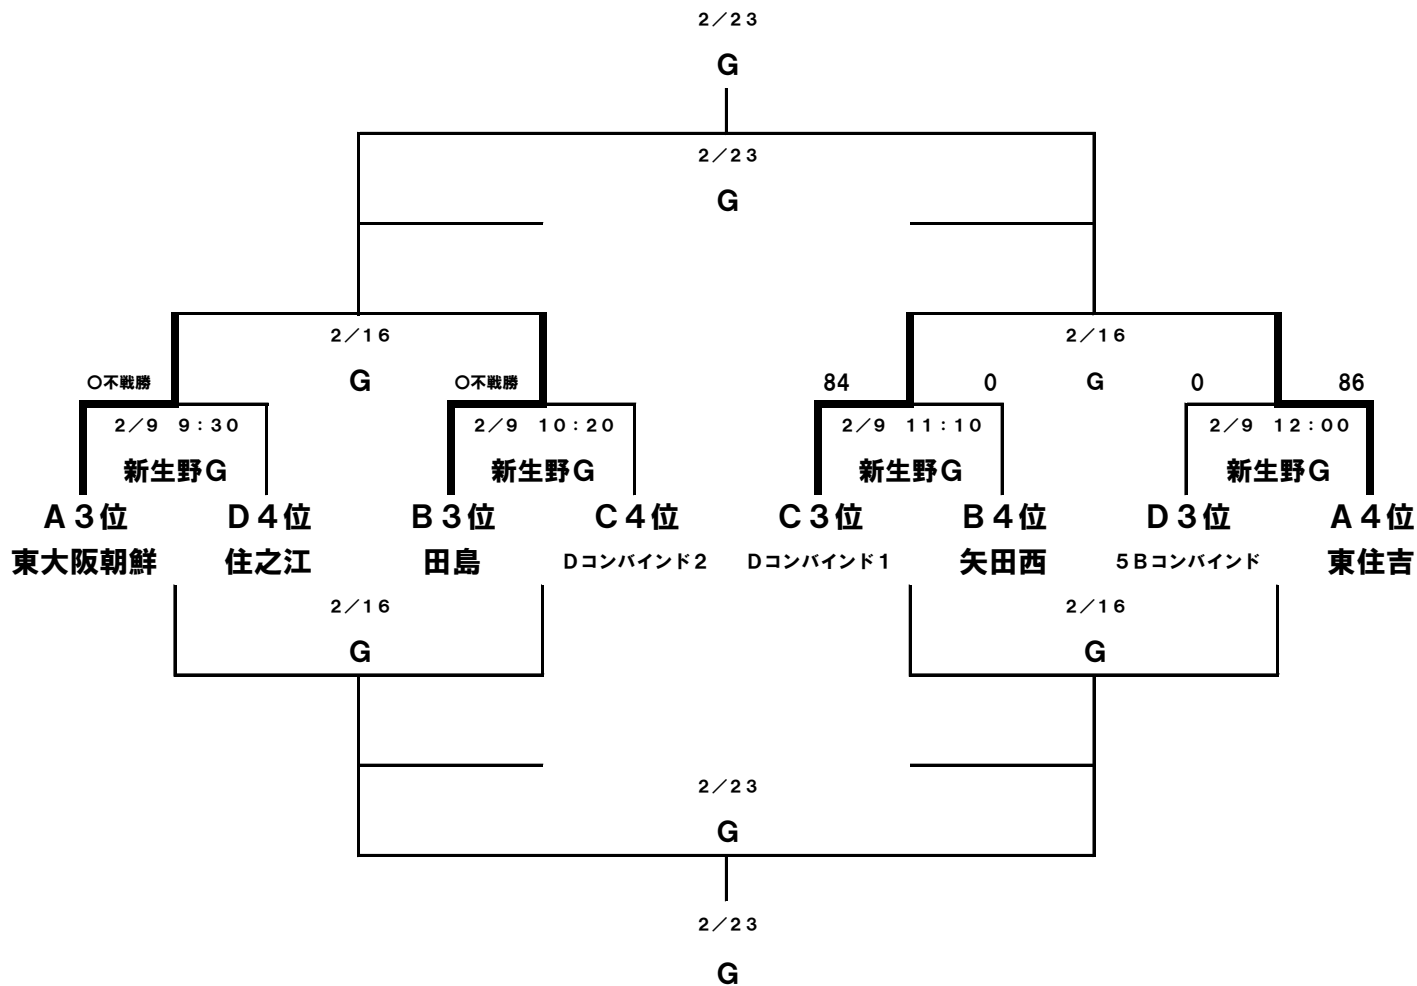 ２／２３
Ｇ
２／２３
Ｇ
２／１６ ２／１６
〇不戦勝 Ｇ 〇不戦勝 84 0 Ｇ 0 86
２／９　９：３０ ２／９　１０：２０ ２／９　１１：１０ ２／９　１２：００
新生野Ｇ 新生野Ｇ 新生野Ｇ 新生野Ｇ
Ａ３位 Ｄ４位 Ｂ３位 Ｃ４位 Ｃ３位 Ｂ４位 Ｄ３位 Ａ４位
東大阪朝鮮 住之江 田島 Ｄコンバインド２ Ｄコンバインド１ 矢田西 ５Ｂコンバインド 東住吉
２／１６ ２／１６
Ｇ Ｇ
２／２３
Ｇ
２／２３
Ｇ